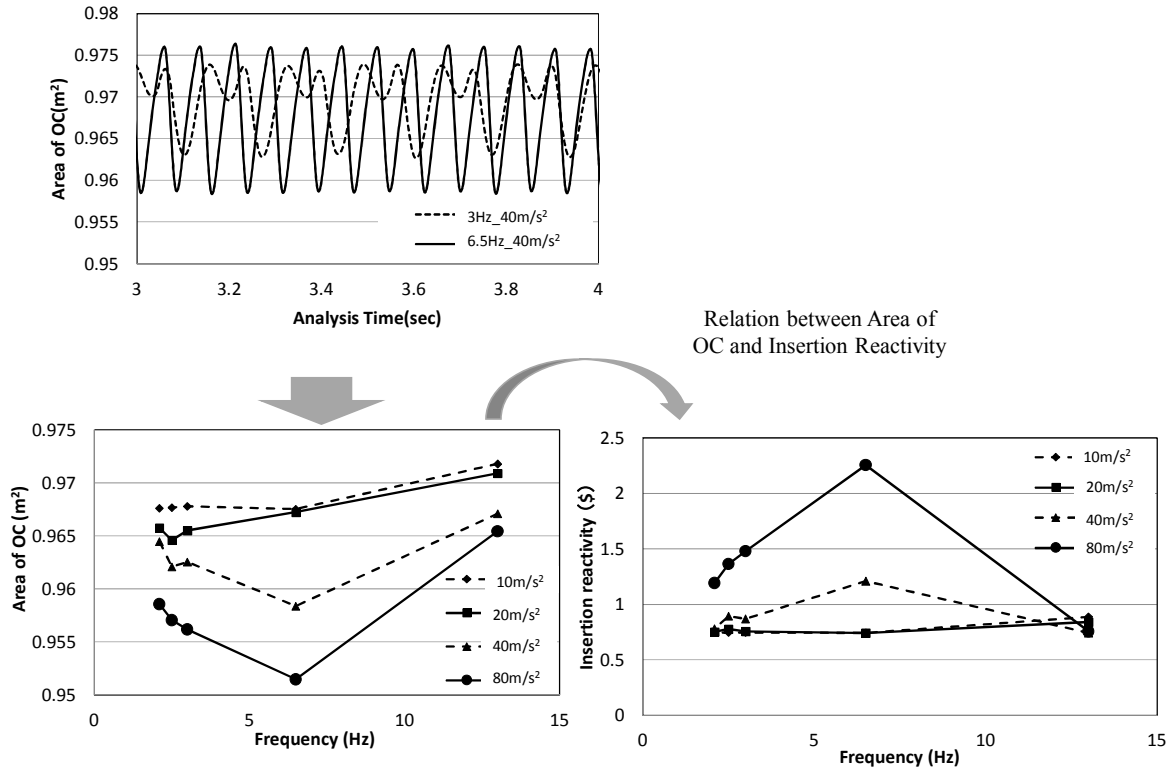 0.98
0.975
0.97
0.965
0.96
0.955
0.95
Area of OC(m²)
3Hz_40m/s²
6.5Hz_40m/s²
3
3.2
3.4
3.6
3.8
4
Analysis Time(sec)
Relation between Area of
OC and Insertion Reactivity
0.975
0.97
0.965
0.96
0.955
0.95
Area of OC (m²)
10m/s²
20m/s²
40m/s²
80m/s²
0
5
10
15
Frequency (Hz)
2.5
2
1.5
1
0.5
0
Insertion reactivity ($)
10m/s²
20m/s²
40m/s²
80m/s²
0
5
10
15
Frequency (Hz)